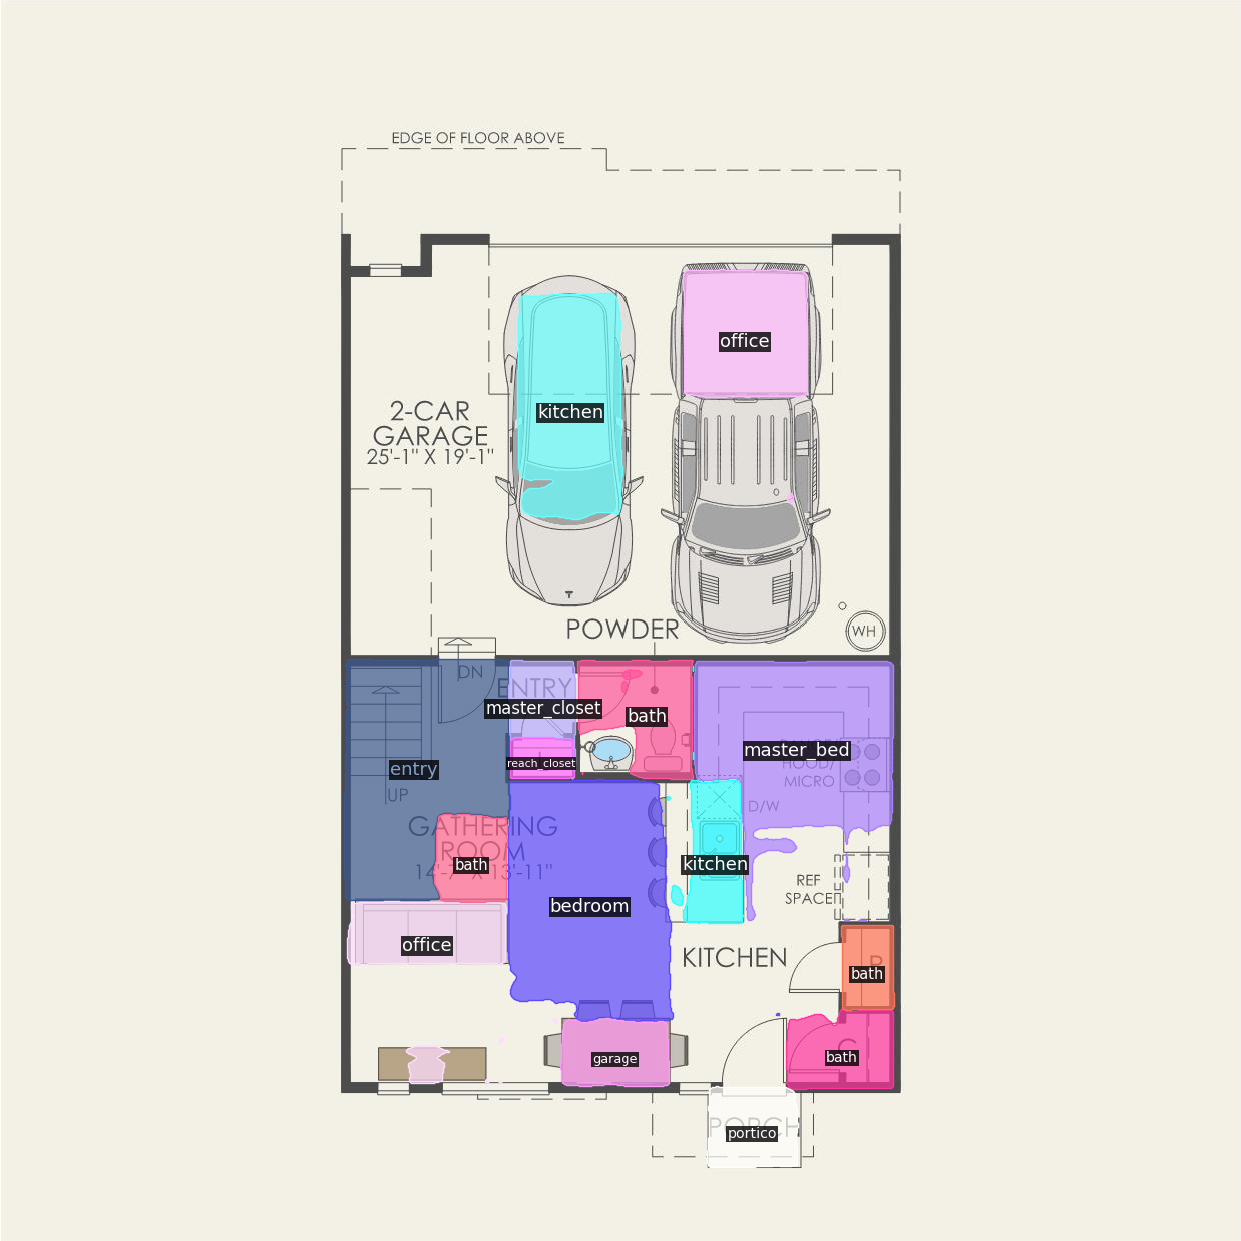 EDGE OF FLOOR ABOVE
office
kitchen
2-CAR
GARAGE
25'-1" X 19'-1"
POWDER
WH
DN
ENTRY
master_closet
bath
master_bed
HOOD/
MICRO
reach_closet
entry
UP
D/W
GATHERING
ROOM
14'-7" X 13'-11"
bath
kitchen
REF
SPACE
bedroom
office
KITCHEN
P
bath
C
bath
garage
PORCH
portico